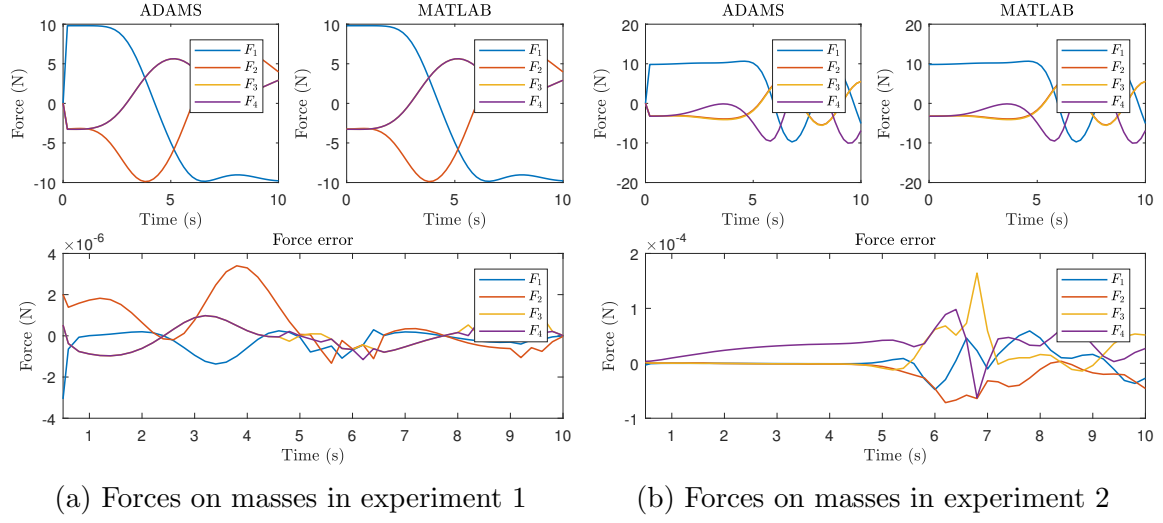 ADAMS
MATLAB
ADAMS
MATLAB
Force (N)
10
5
0
-5
-10
0
5
10
Time (s)
F1
F2
F3
F4
10
5
0
-5
-10
0
5
10
Time (s)
Force (N)
F1
F2
F3
F4
Force (N)
20
10
0
-10
-20
0
5
10
Time (s)
F1
F2
F3
F4
Force (N)
20
10
0
-10
-20
0
5
10
Time (s)
F1
F2
F3
F4
×10-6
Force error
Force (N)
4
2
0
-2
-4
1 2 3 4 5 6 7 8 9 10
Time (s)
F1
F2
F3
F4
×10-4
Force error
Force (N)
2
1
0
-1
1 2 3 4 5 6 7 8 9 10
Time (s)
F1
F2
F3
F4
(a) Forces on masses in experiment 1
(b) Forces on masses in experiment 2